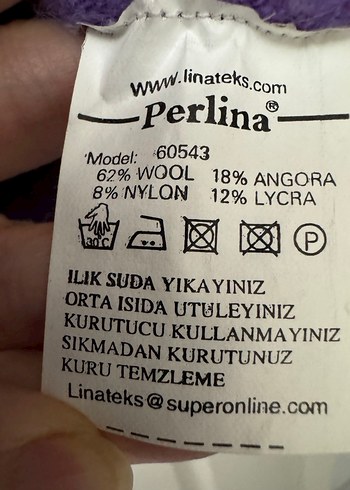 www.linateks.com
Perlina®
Model: 60543
62% WOOL 18% ANGORA
8% NYLON 12% LYCRA
30°C P
ILIK SUDA YIKAYINIZ
ORTA ISIDA UTULEYINIZ
KURUTUCU KULLANMAYINIZ
SIKMADAN KURUTUNUZ
KURU TEMZLEME
Linateks@superonline.com